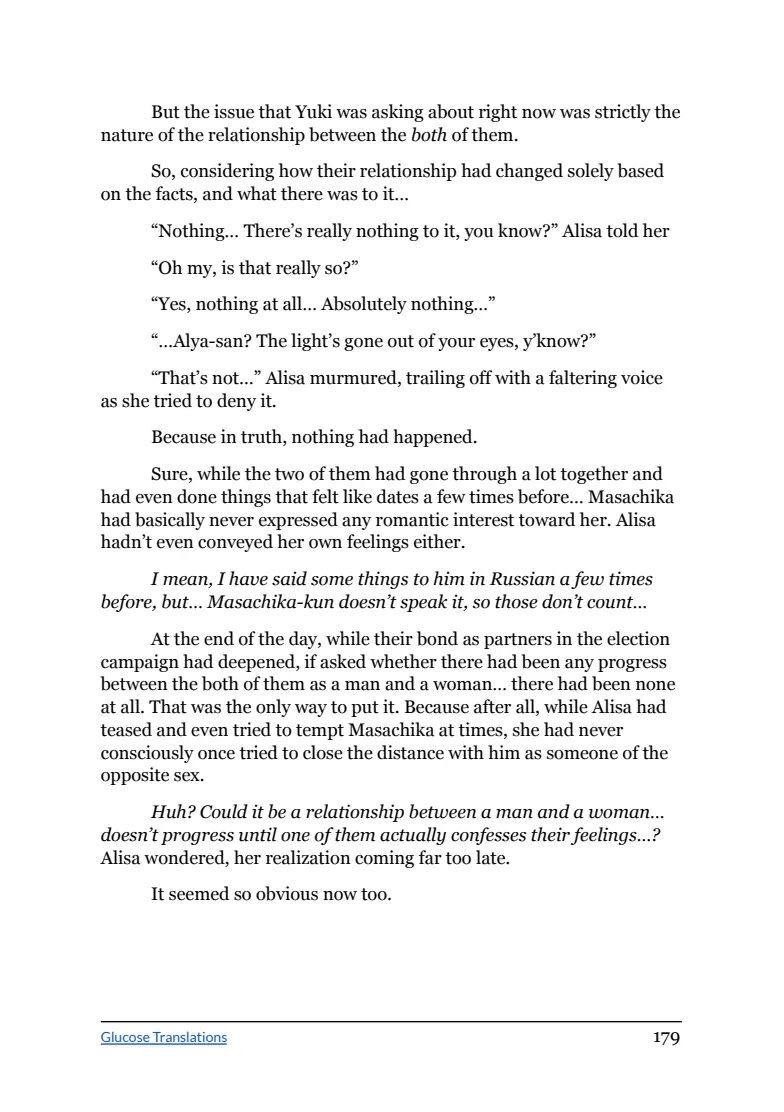 But the issue that Yuki was asking about right now was strictly the
nature of the relationship between the both of them.
So, considering how their relationship had changed solely based
on the facts, and what there was to it...
“Nothing... There’s really nothing to it, you know?” Alisa told her
“Oh my, is that really so?”
“Yes, nothing at all... Absolutely nothing...”
“...Alya-san? The light’s gone out of your eyes, y’know?”
“That’s not...” Alisa murmured, trailing off with a faltering voice
as she tried to deny it.
Because in truth, nothing had happened.
Sure, while the two of them had gone through a lot together and
had even done things that felt like dates a few times before... Masachika
had basically never expressed any romantic interest toward her. Alisa
hadn’t even conveyed her own feelings either.
I mean, I have said some things to him in Russian a few times
before, but... Masachika-kun doesn’t speak it, so those don’t count...
At the end of the day, while their bond as partners in the election
campaign had deepened, if asked whether there had been any progress
between the both of them as a man and a woman... there had been none
at all. That was the only way to put it. Because after all, while Alisa had
teased and even tried to tempt Masachika at times, she had never
consciously once tried to close the distance with him as someone of the
opposite sex.
Huh? Could it be a relationship between a man and a woman...
doesn’t progress until one of them actually confesses their feelings...?
Alisa wondered, her realization coming far too late.
It seemed so obvious now too.
Glucose Translations
179